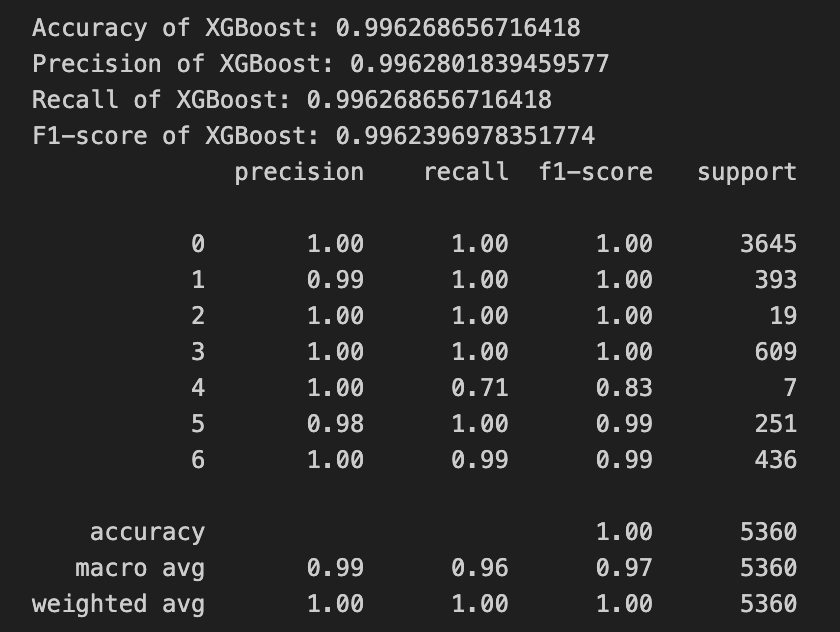 Accuracy of XGBoost: 0.996268656716418
Precision of XGBoost: 0.9962801839459577
Recall of XGBoost: 0.996268656716418
F1-score of XGBoost: 0.9962396978351774
precision recall f1-score support
0 1.00 1.00 1.00 3645
1 0.99 1.00 1.00 393
2 1.00 1.00 1.00 19
3 1.00 1.00 1.00 609
4 1.00 0.71 0.83 7
5 0.98 1.00 0.99 251
6 1.00 0.99 0.99 436
accuracy 1.00 5360
macro avg 0.99 0.96 0.97 5360
weighted avg 1.00 1.00 1.00 5360